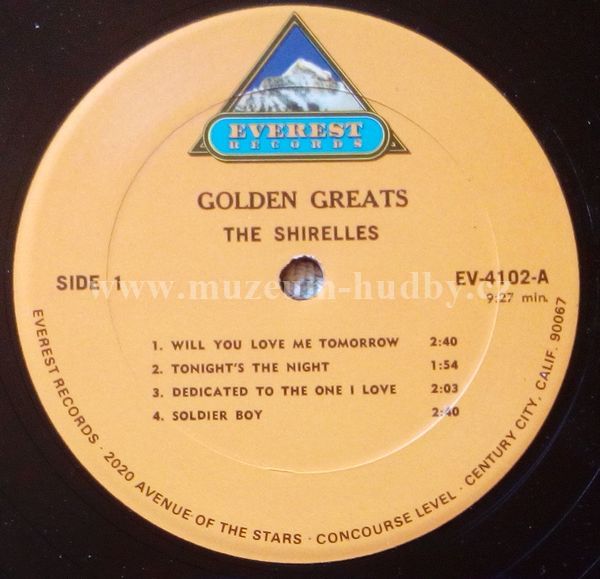 EVEREST
RECORDS
GOLDEN GREATS
THE SHIRELLES
SIDE 1
EV-4102-A
9:27 min.
www.muzeum-hudby.cz
1. WILL YOU LOVE ME TOMORROW 2:40
2. TONIGHT'S THE NIGHT 1:54
3. DEDICATED TO THE ONE I LOVE 2:03
4. SOLDIER BOY 2:40
EVEREST RECORDS · 2020 AVENUE OF THE STARS · CONCOURSE LEVEL · CENTURY CITY, CALIF. 90067